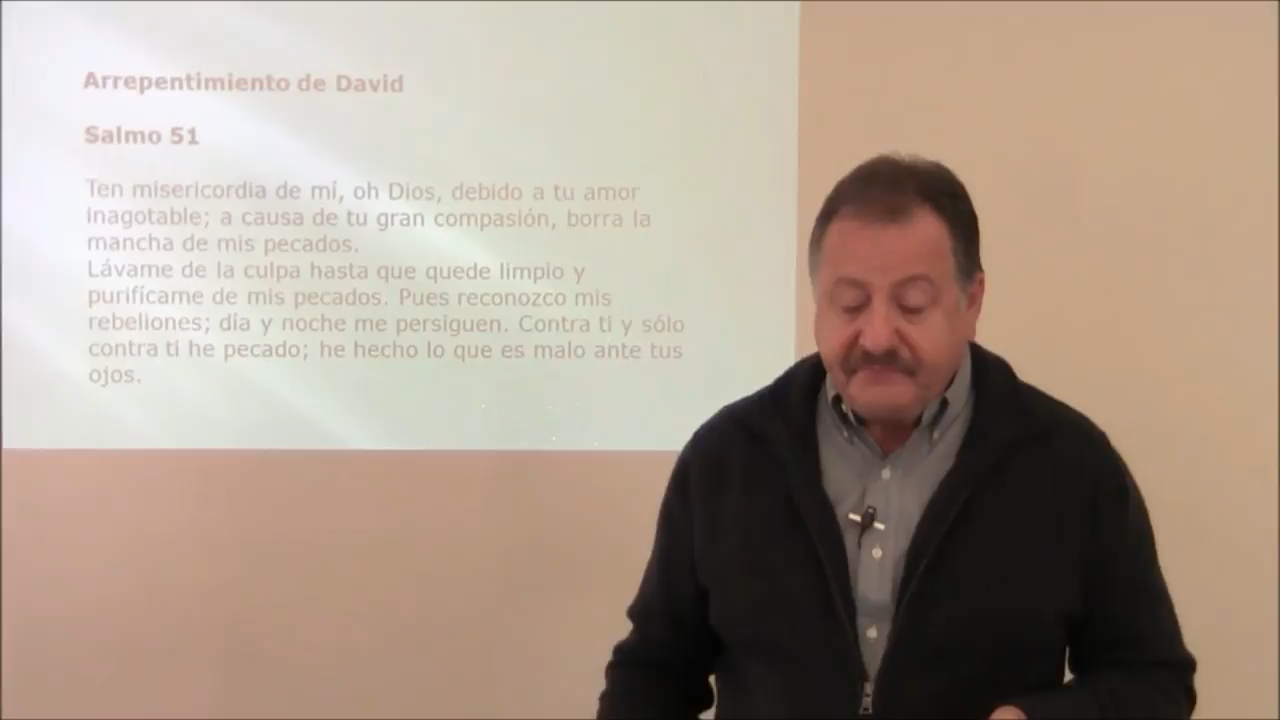 Arrepentimiento de David
Salmo 51
Ten misericordia de mí, oh Dios, debido a tu amor
inagotable; a causa de tu gran compasión, borra la
mancha de mis pecados.
Lávame de la culpa hasta que quede limpio y
purifícame de mis pecados. Pues reconozco mis
rebeliones; día y noche me persiguen. Contra ti y sólo
contra ti he pecado; he hecho lo que es malo ante tus
ojos.